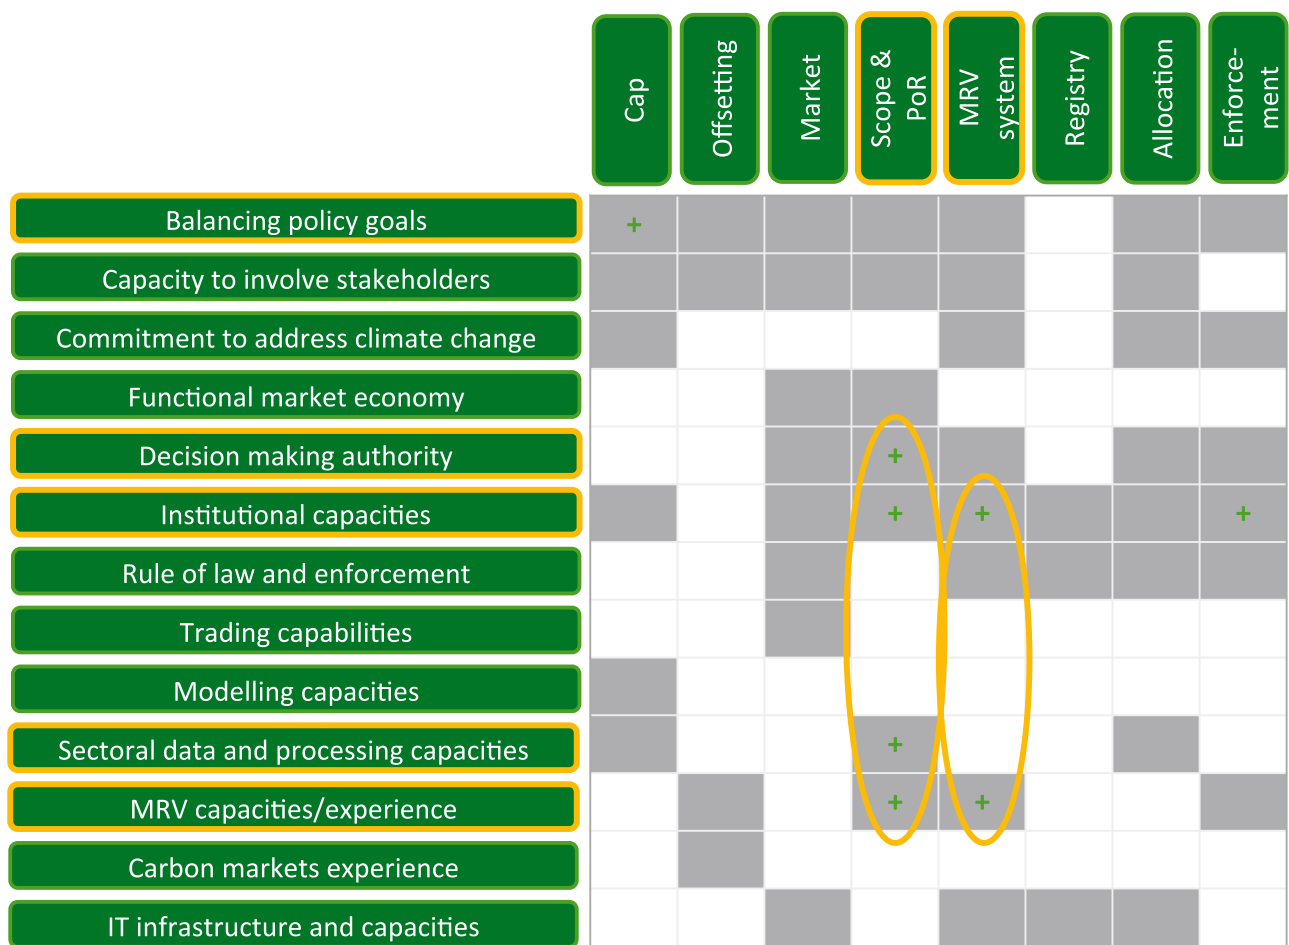 Cap
Offsetting
Market
Scope &
PoR
MRV
system
Registry
Allocation
Enforce-
ment
Balancing policy goals
+
Capacity to involve stakeholders
Commitment to address climate change
Functional market economy
Decision making authority
+
Institutional capacities
+ + +
Rule of law and enforcement
Trading capabilities
Modelling capacities
Sectoral data and processing capacities
+
MRV capacities/experience
+ +
Carbon markets experience
IT infrastructure and capacities